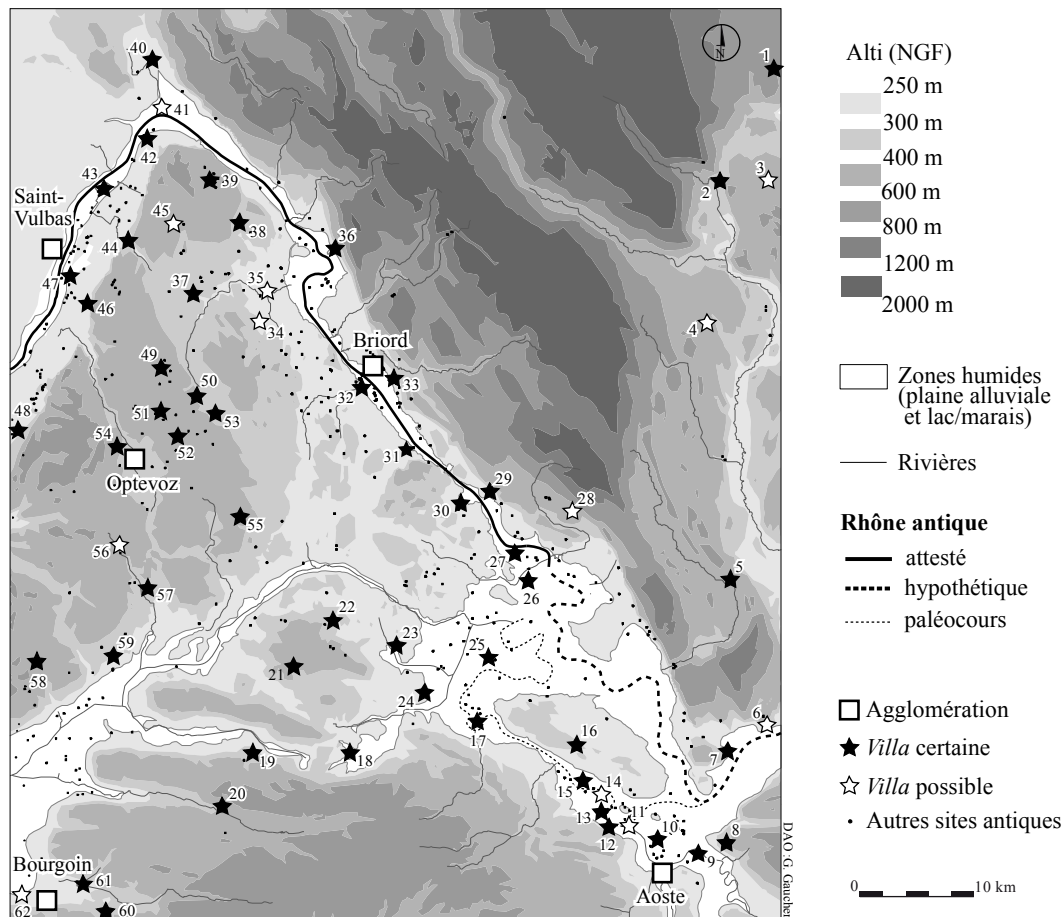 40
1
N
41
42
3
2
43
39
Saint-
Vulbas
45
38
44
36
47
37
35
46
34
4
Briord
49
33
50
32
48
51
53
54
52
31
Optevoz
29
28
30
55
56
27
5
57
26
22
59
23
25
58
21
24
6
17
16
7
19
18
15
14
20
13
11
10
12
8
9
Bourgoin
61
Aoste
62
60
DAO :G. Gaucher
Alti (NGF)
250 m
300 m
400 m
600 m
800 m
1200 m
2000 m
Zones humides
(plaine alluviale
et lac/marais)
Rivières
Rhône antique
attesté
hypothétique
paléocours
Agglomération
Villa certaine
Villa possible
Autres sites antiques
0 10 km